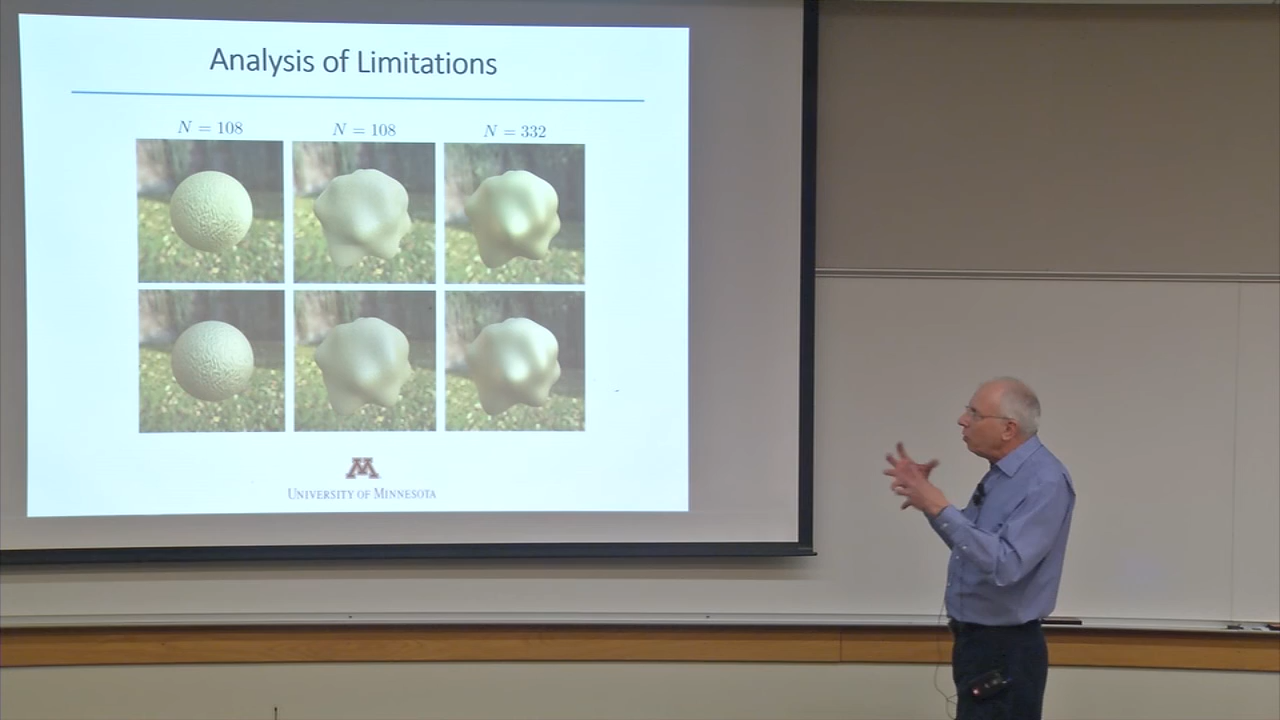 Analysis of Limitations
N = 108
N = 108
N = 332
M
UNIVERSITY OF MINNESOTA